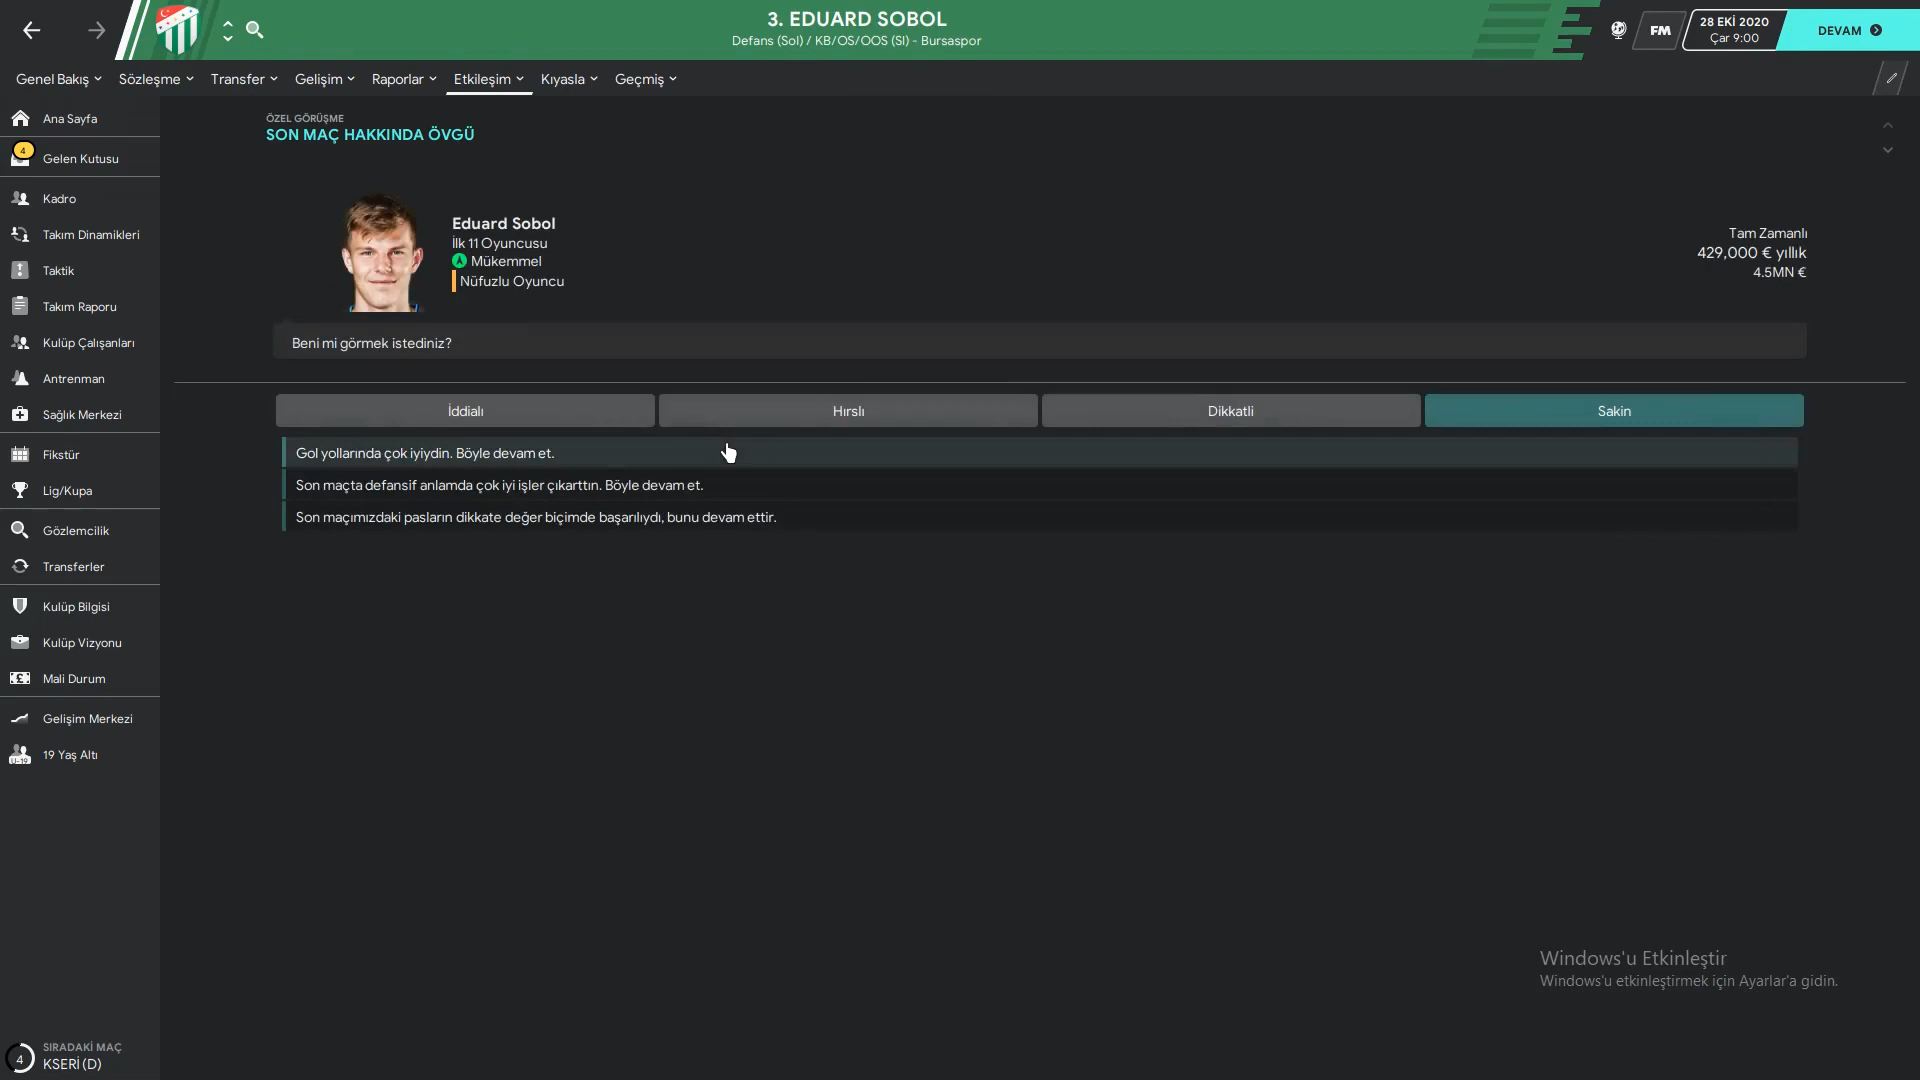 3. EDUARD SOBOL
Defans (Sol) / KB/OS/OOS (Sl) - Bursaspor
FM
28 EKİ 2020
Çar 9:00
DEVAM
Genel Bakış
Sözleşme
Transfer
Gelişim
Raporlar
Etkileşim
Kıyasla
Geçmiş
Ana Sayfa
4
Gelen Kutusu
Kadro
Takım Dinamikleri
Taktik
Takım Raporu
Kulüp Çalışanları
Antrenman
Sağlık Merkezi
Fikstür
Lig/Kupa
Gözlemcilik
Transferler
Kulüp Bilgisi
Kulüp Vizyonu
Mali Durum
Gelişim Merkezi
U-19
19 Yaş Altı
4
SIRADAKİ MAÇ
KSERİ (D)
ÖZEL GÖRÜŞME
SON MAÇ HAKKINDA ÖVGÜ
Eduard Sobol
İlk 11 Oyuncusu
Mükemmel
Nüfuzlu Oyuncu
Tam Zamanlı
429,000 € yıllık
4.5MN €
Beni mi görmek istediniz?
İddialı
Hırslı
Dikkatli
Sakin
Gol yollarında çok iyiydin. Böyle devam et.
Son maçta defansif anlamda çok iyi işler çıkarttın. Böyle devam et.
Son maçımızdaki pasların dikkate değer biçimde başarılıydı, bunu devam ettir.
Windows'u Etkinleştir
Windows'u etkinleştirmek için Ayarlar'a gidin.